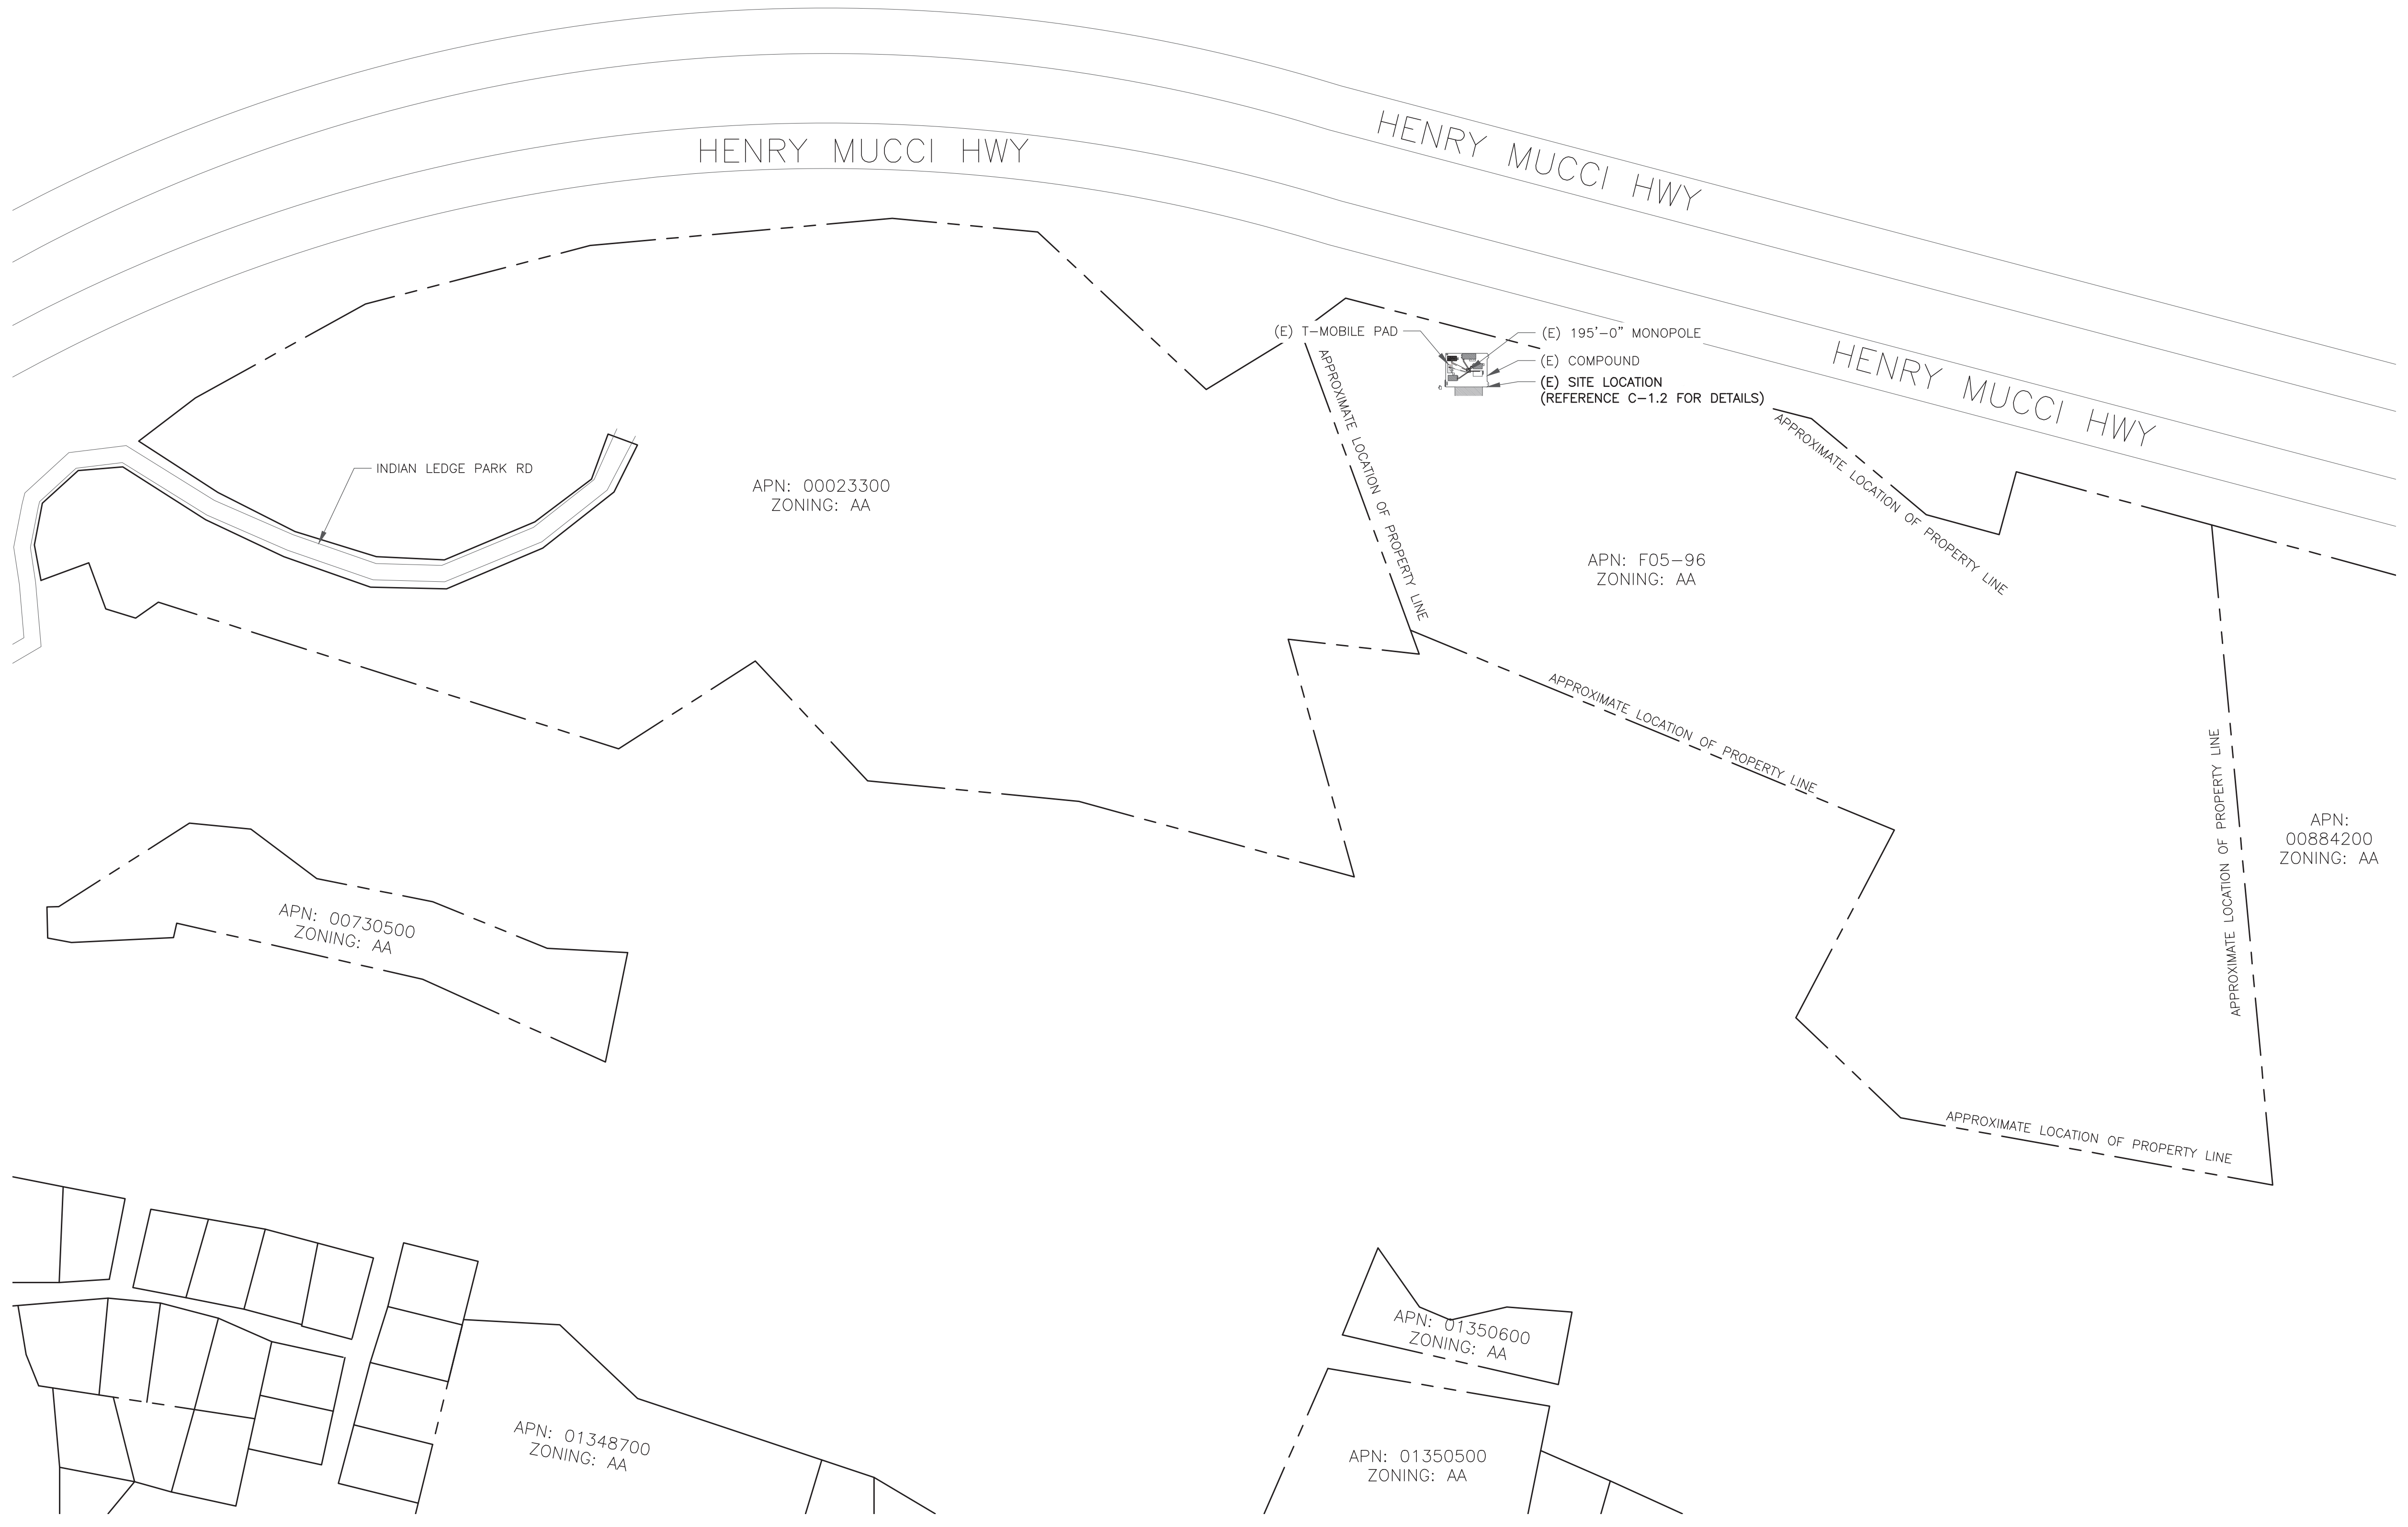 HENRY MUCCI HWY
HENRY MUCCI HWY
HENRY MUCCI HWY
(E) T-MOBILE PAD
(E) 195'-0" MONOPOLE
(E) COMPOUND
(E) SITE LOCATION
(REFERENCE C-1.2 FOR DETAILS)
APPROXIMATE LOCATION OF PROPERTY LINE
APPROXIMATE LOCATION OF PROPERTY LINE
INDIAN LEDGE PARK RD
APN: 00023300
ZONING: AA
APN: F05-96
ZONING: AA
APPROXIMATE LOCATION OF PROPERTY LINE
APPROXIMATE LOCATION OF PROPERTY LINE
APN:
00884200
ZONING: AA
APN: 00730500
ZONING: AA
APPROXIMATE LOCATION OF PROPERTY LINE
APN: 01350600
ZONING: AA
APN: 01348700
ZONING: AA
APN: 01350500
ZONING: AA